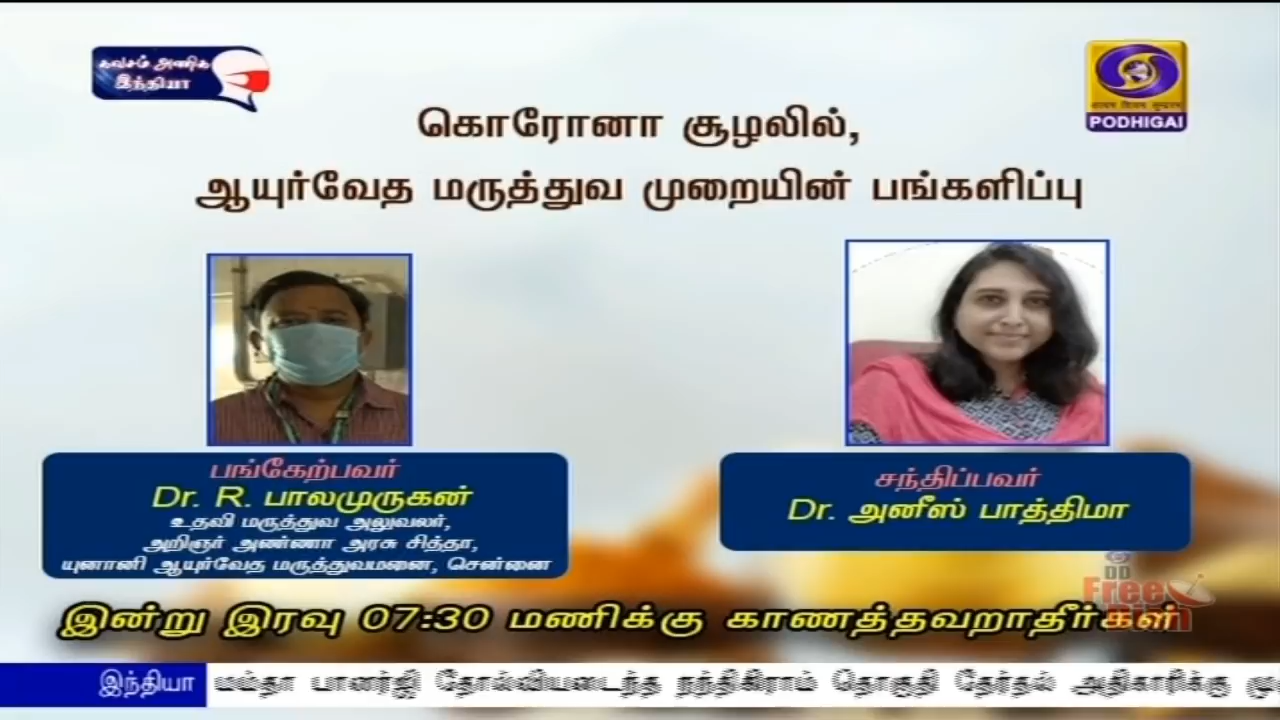 கவசம் அணிக
இந்தியா
PODHIGAI
கொரோனா சூழலில்,
ஆயுர்வேத மருத்துவ முறையின் பங்களிப்பு
பங்கேற்பவர்
Dr. R. பாலமுருகன்
உதவி மருத்துவ அலுவலர்,
அறிஞர் அண்ணா அரசு சித்தா,
யுனானி ஆயுர்வேத மருத்துவமனை, சென்னை
சந்திப்பவர்
Dr. அனீஸ் பாத்திமா
DD
Free
Dish
இன்று இரவு 07:30 மணிக்கு காணத்தவறாதீர்கள்
இந்தியா
மம்தா பானர்ஜி தோல்வியடைந்த நந்திகிராம் தொகுதி தேர்தல் அதிகாரிக்கு